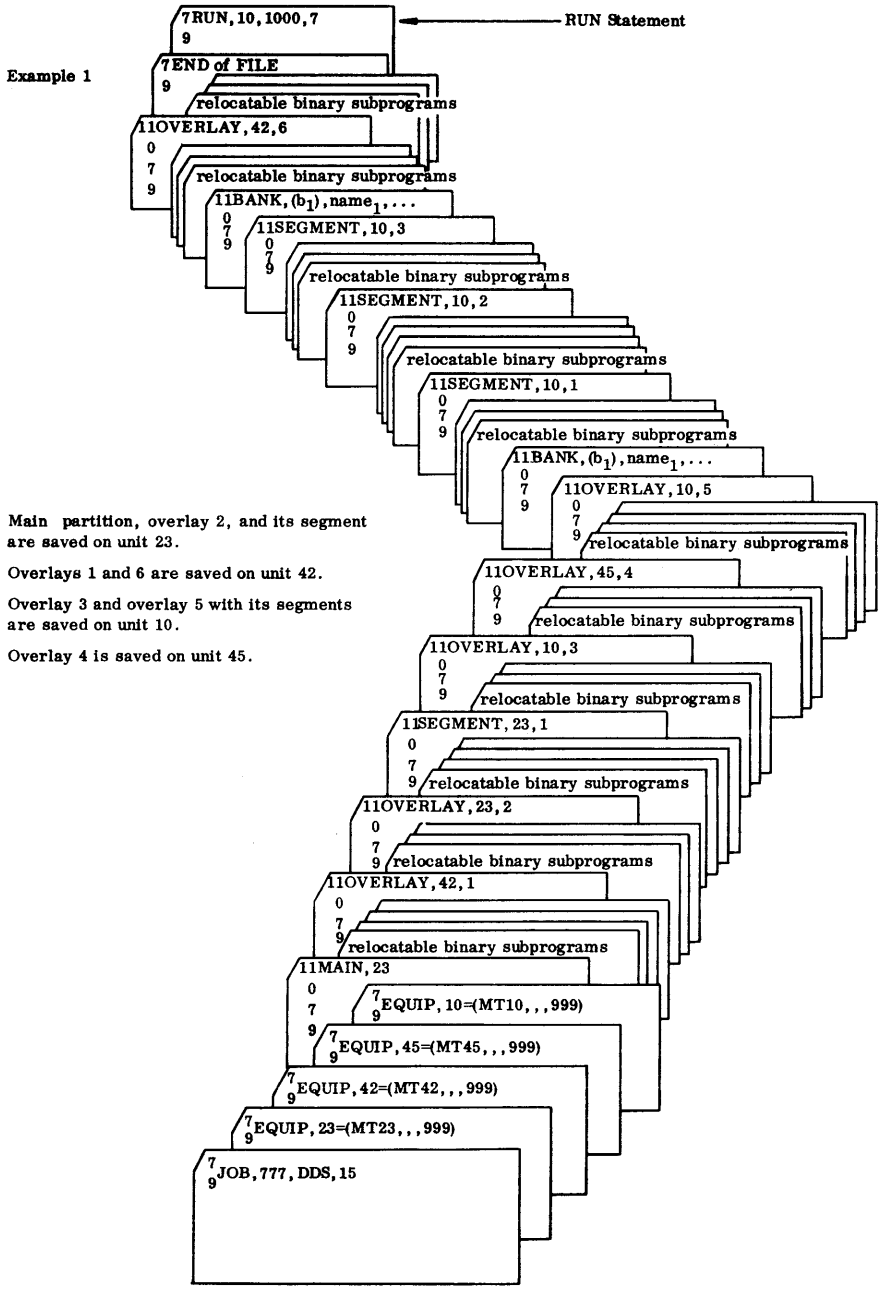 7RUN,10,1000,7
9
RUN Statement
Example 1
7END of FILE
9
relocatable binary subprograms
11OVERLAY,42,6
0
7
9
relocatable binary subprograms
11BANK,(b1),name1,...
0
7
9
11SEGMENT,10,3
0
7
9
relocatable binary subprograms
11SEGMENT,10,2
0
7
9
relocatable binary subprograms
11SEGMENT,10,1
0
7
9
relocatable binary subprograms
11BANK,(b1),name1,...
0
7
9
11OVERLAY,10,5
0
7
9
relocatable binary subprograms
Main partition, overlay 2, and its segment
are saved on unit 23.
Overlays 1 and 6 are saved on unit 42.
Overlay 3 and overlay 5 with its segments
are saved on unit 10.
Overlay 4 is saved on unit 45.
11OVERLAY,45,4
0
7
9
relocatable binary subprograms
11OVERLAY,10,3
0
7
9
relocatable binary subprograms
11SEGMENT,23,1
0
7
9
relocatable binary subprograms
11OVERLAY,23,2
0
7
9
relocatable binary subprograms
11OVERLAY,42,1
0
7
9
relocatable binary subprograms
11MAIN,23
0
7
9
7
9EQUIP,10=(MT10,,,999)
7
9EQUIP,45=(MT45,,,999)
7
9EQUIP,42=(MT42,,,999)
7
9EQUIP,23=(MT23,,,999)
7
9JOB,777,DDS,15